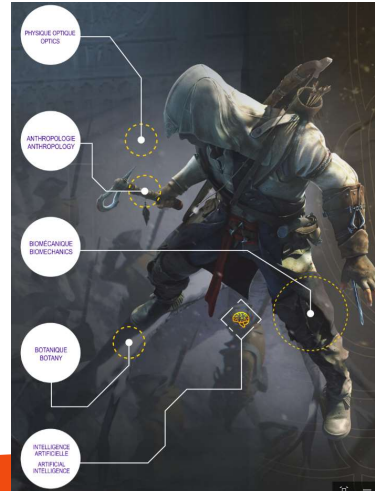 PHYSIQUE OPTIQUE
OPTICS
ANTHROPOLOGIE
ANTHROPOLOGY
BIOMÉCANIQUE
BIOMECHANICS
BOTANIQUE
BOTANY
INTELLIGENCE
ARTIFICIELLE
ARTIFICIAL
INTELLIGENCE